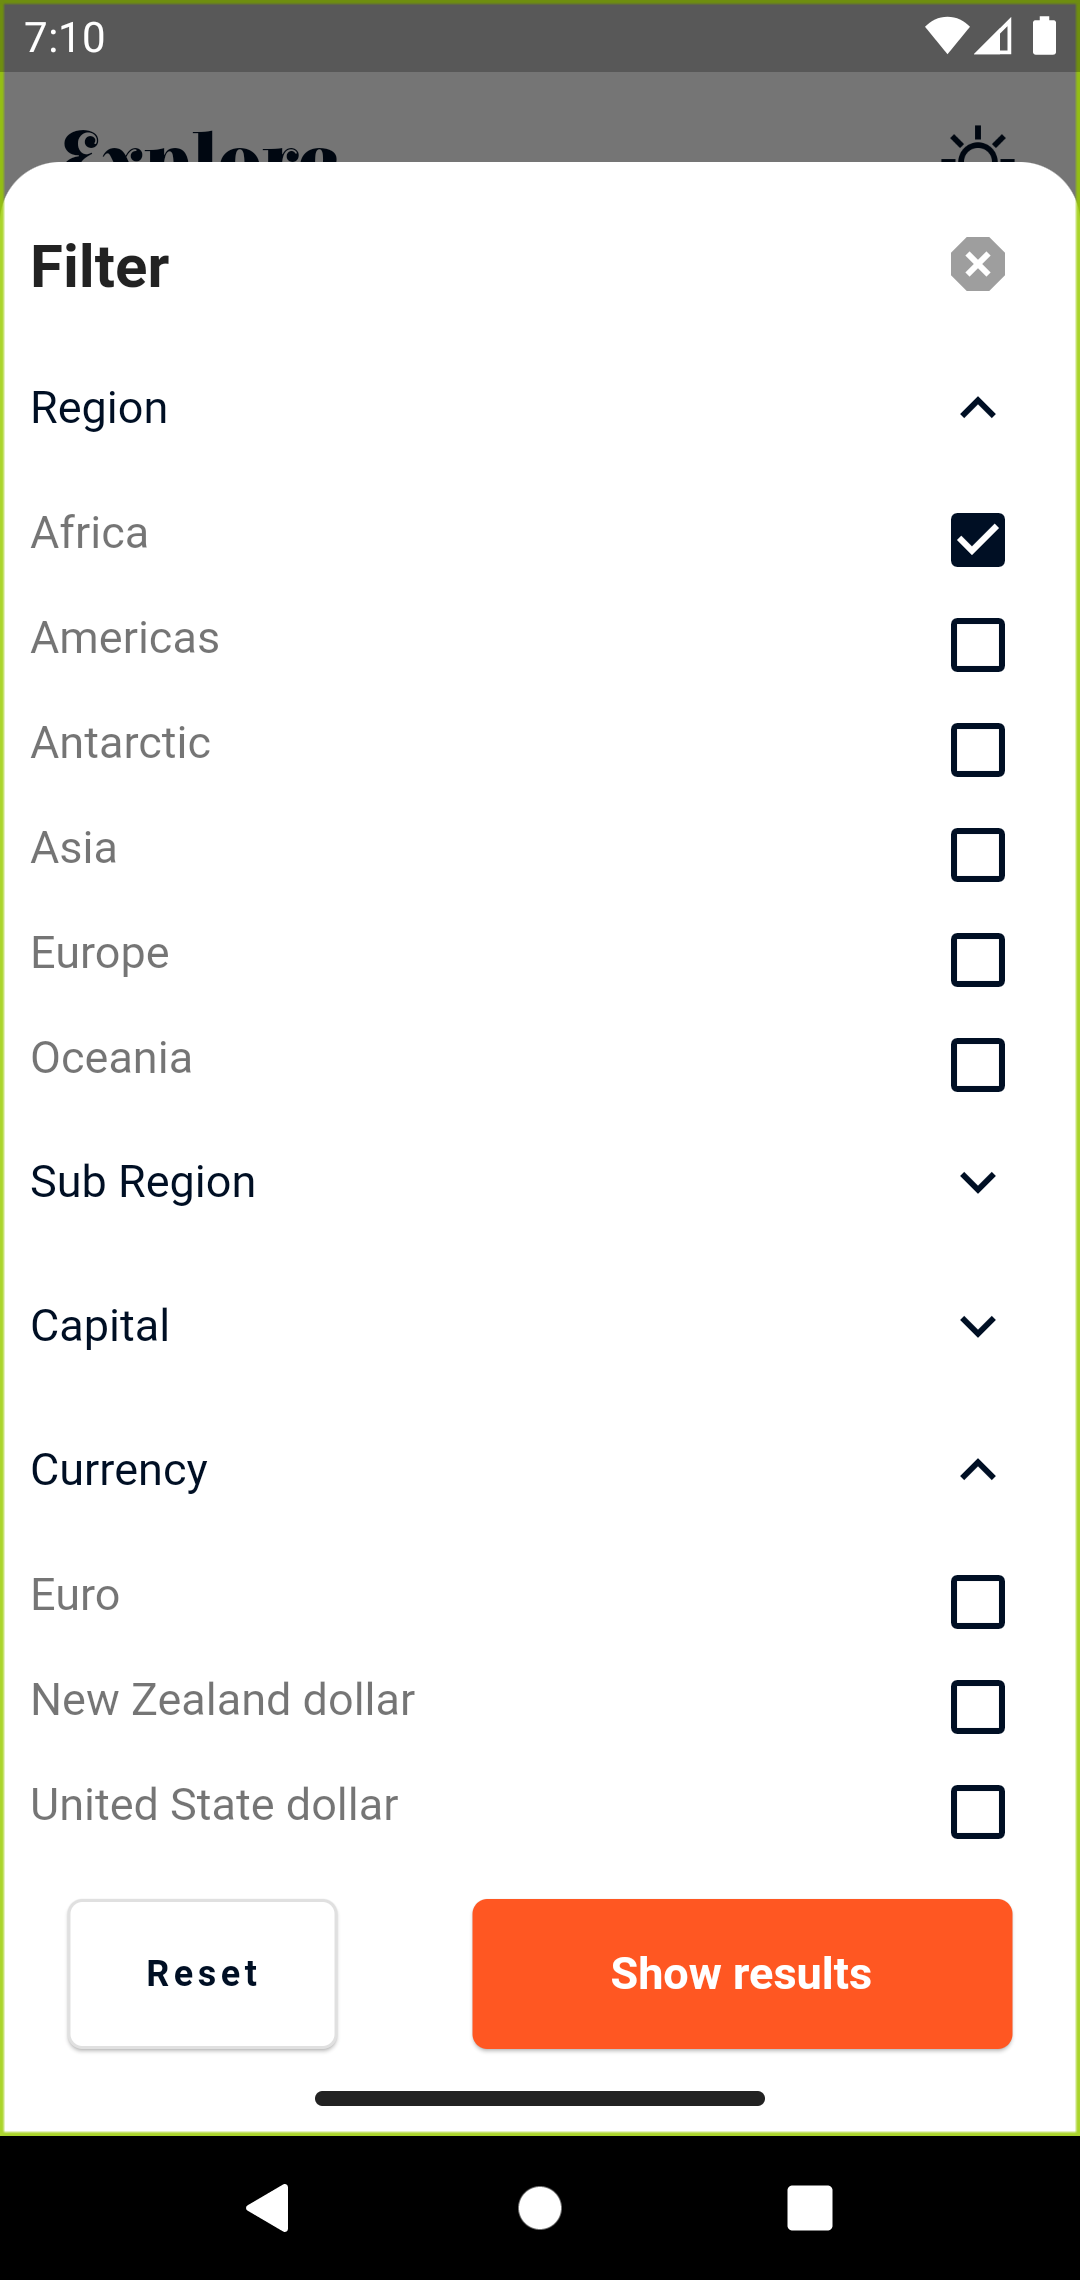 7:10
Explore
Filter
Region
Africa
Americas
Antarctic
Asia
Europe
Oceania
Sub Region
Capital
Currency
Euro
New Zealand dollar
United State dollar
Reset
Show results